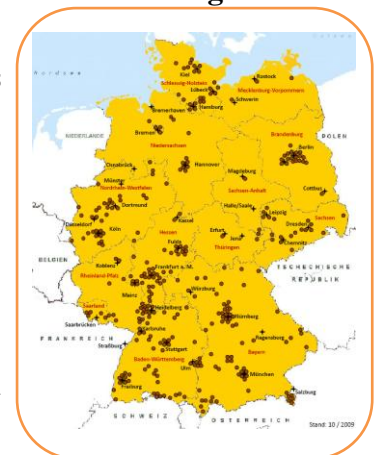 Kiel
Rostock
Schleswig-Holstein
Lübeck
Mecklenburg-Vorpommern
Hamburg
Schwerin
Bremerhaven
Bremen
NIEDERLANDE
Niedersachsen
Brandenburg
POLEN
Berlin
Hannover
Osnabrück
Magdeburg
Münster
Nordrhein-Westfalen
Sachsen-Anhalt
Cottbus
Dortmund
Halle/Saale
Leipzig
Düsseldorf
Kassel
Sachsen
Dresden
Köln
Hessen
Erfurt
Jena
Chemnitz
Fulda
Thüringen
BELGIEN
Koblenz
Frankfurt a. M.
TSCHECHISCHE
REPUBLIK
Rheinland-Pfalz
Mainz
Würzburg
Saarland
Heidelberg
Nürnberg
Saarbrücken
Karlsruhe
FRANKREICH
Straßburg
Stuttgart
Regensburg
Bayern
Baden-Württemberg
Ulm
München
Freiburg
Salzburg
SCHWEIZ
ÖSTERREICH
Stand: 10 / 2009